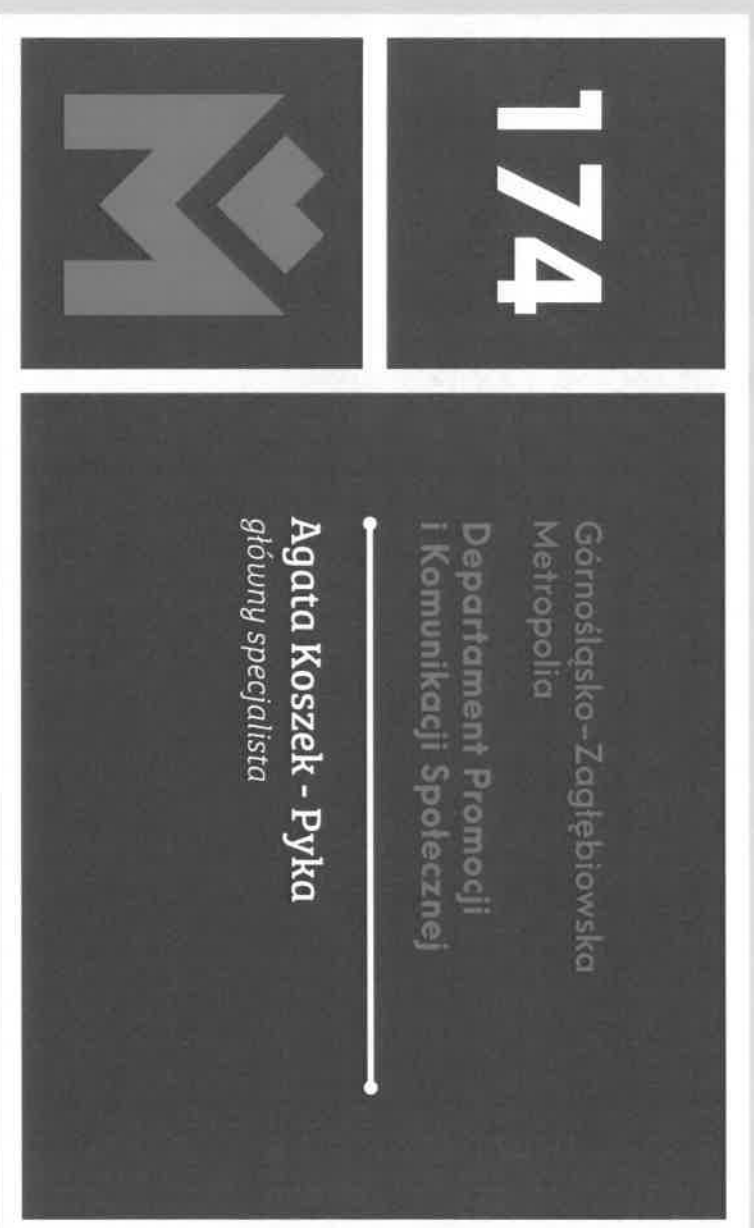 174
Górnośląsko-Zagłębiowska
Metropolia
Departament Promocji
i Komunikacji Społecznej
Agata Koszek - Pyka
główny specjalista